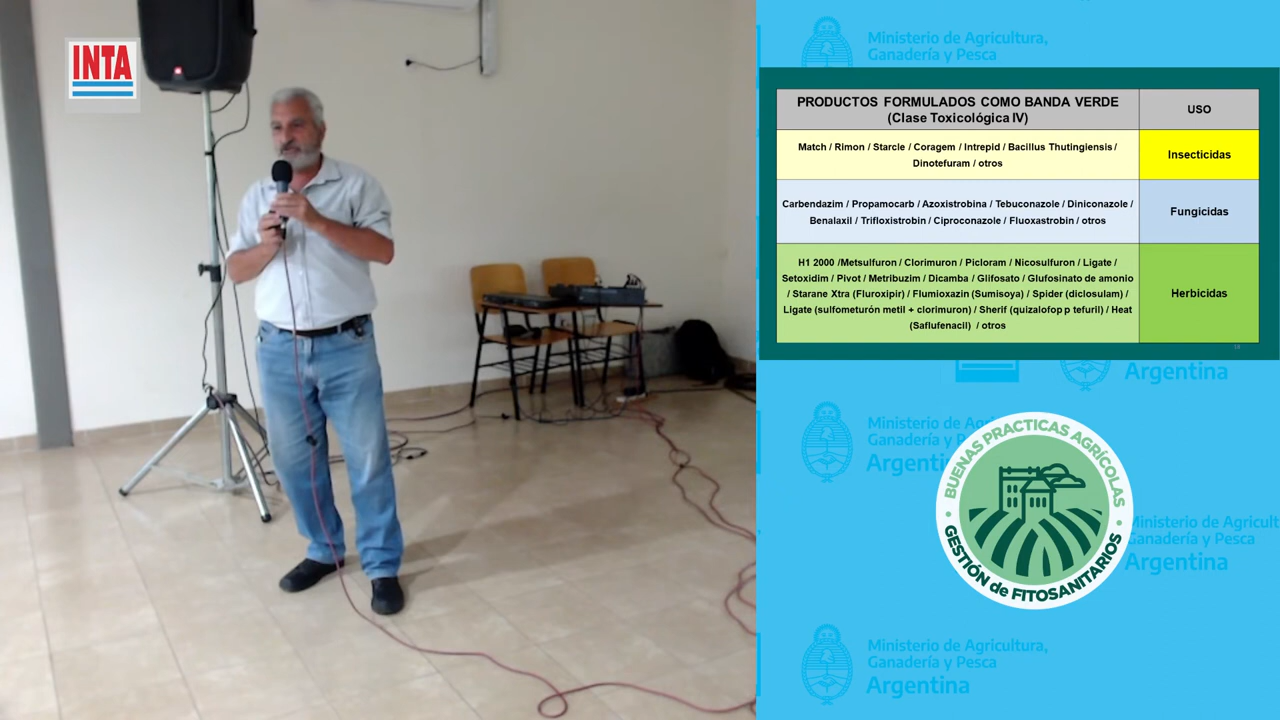 INTA
Ministerio de Agricultura,
Ganadería y Pesca
PRODUCTOS FORMULADOS COMO BANDA VERDE
(Clase Toxicológica IV)
USO
Match / Rimon / Starcle / Coragem / Intrepid / Bacillus Thutingiensis /
Dinotefuram / otros
Insecticidas
Carbendazim / Propamocarb / Azoxistrobina / Tebuconazole / Diniconazole /
Benalaxil / Trifloxistrobin / Ciproconazole / Fluoxastrobin / otros
Fungicidas
H1 2000 /Metsulfuron / Clorimuron / Picloram / Nicosulfuron / Ligate /
Setoxidim / Pivot / Metribuzim / Dicamba / Glifosato / Glufosinato de amonio
/ Starane Xtra (Fluroxipir) / Flumioxazin (Sumisoya) / Spider (diclosulam) /
Ligate (sulfometurón metil + clorimuron) / Sherif (quizalofop p tefuril) / Heat
(Saflufenacil) / otros
Herbicidas
Argentina
Ministerio de Ag
Ganadería y P
Argentin
BUENAS PRACTICAS AGRÍCOLAS
GESTIÓN de FITOSANITARIOS
Ministerio de Agricult
Ganadería y Pesca
Argentina
Ministerio de Agricultura,
Ganadería y Pesca
Argentina